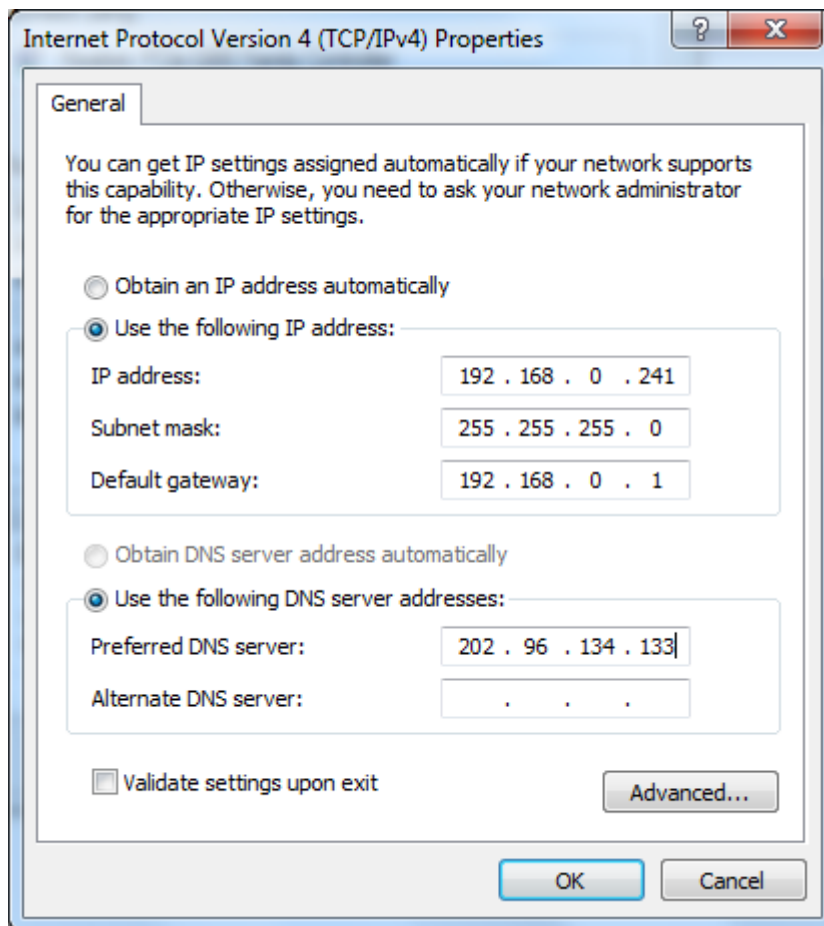 Internet Protocol Version 4 (TCP/IPv4) Properties
?
General
You can get IP settings assigned automatically if your network supports
this capability. Otherwise, you need to ask your network administrator
for the appropriate IP settings.
Obtain an IP address automatically
Use the following IP address:
IP address: 192 . 168 . 0 . 241
Subnet mask: 255 . 255 . 255 . 0
Default gateway: 192 . 168 . 0 . 1
Obtain DNS server address automatically
Use the following DNS server addresses:
Preferred DNS server: 202 . 96 . 134 . 133
Alternate DNS server: . . .
Validate settings upon exit
Advanced...
OK Cancel